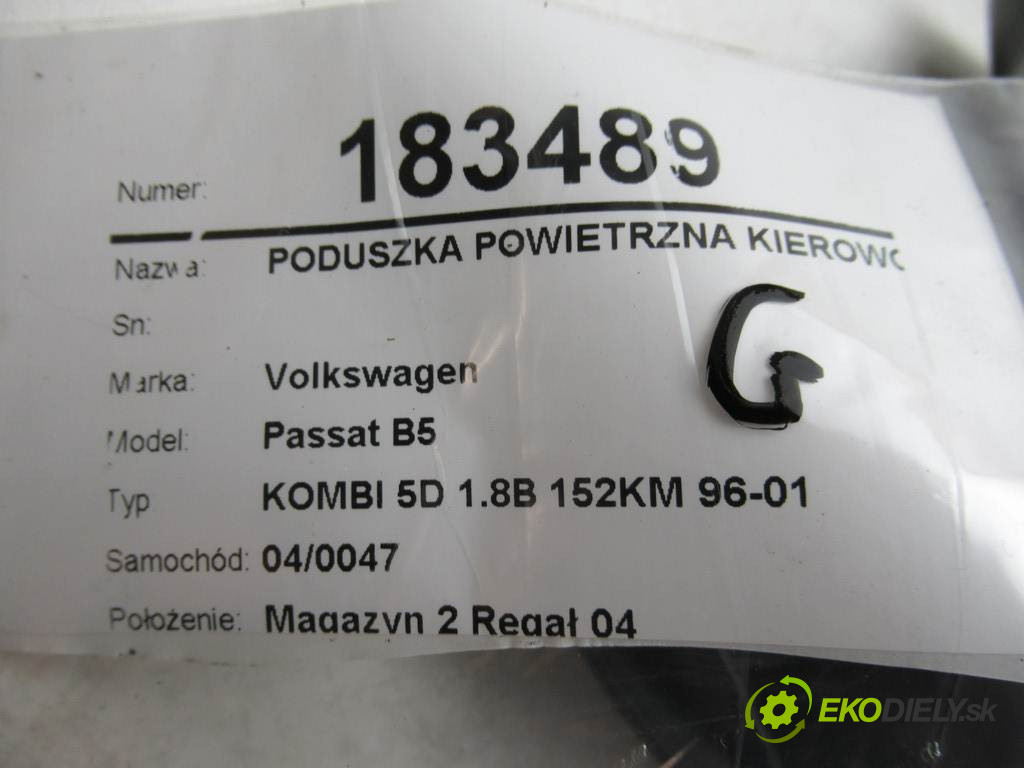 Numer: 183489
Nazwa: PODUSZKA POWIETRZNA KIEROWC
Sn:
Marka: Volkswagen
Model: Passat B5
Typ KOMBI 5D 1.8B 152KM 96-01
Samochód: 04/0047
Położenie: Magazyn 2 Regał 04
G
EKODIELY.sk